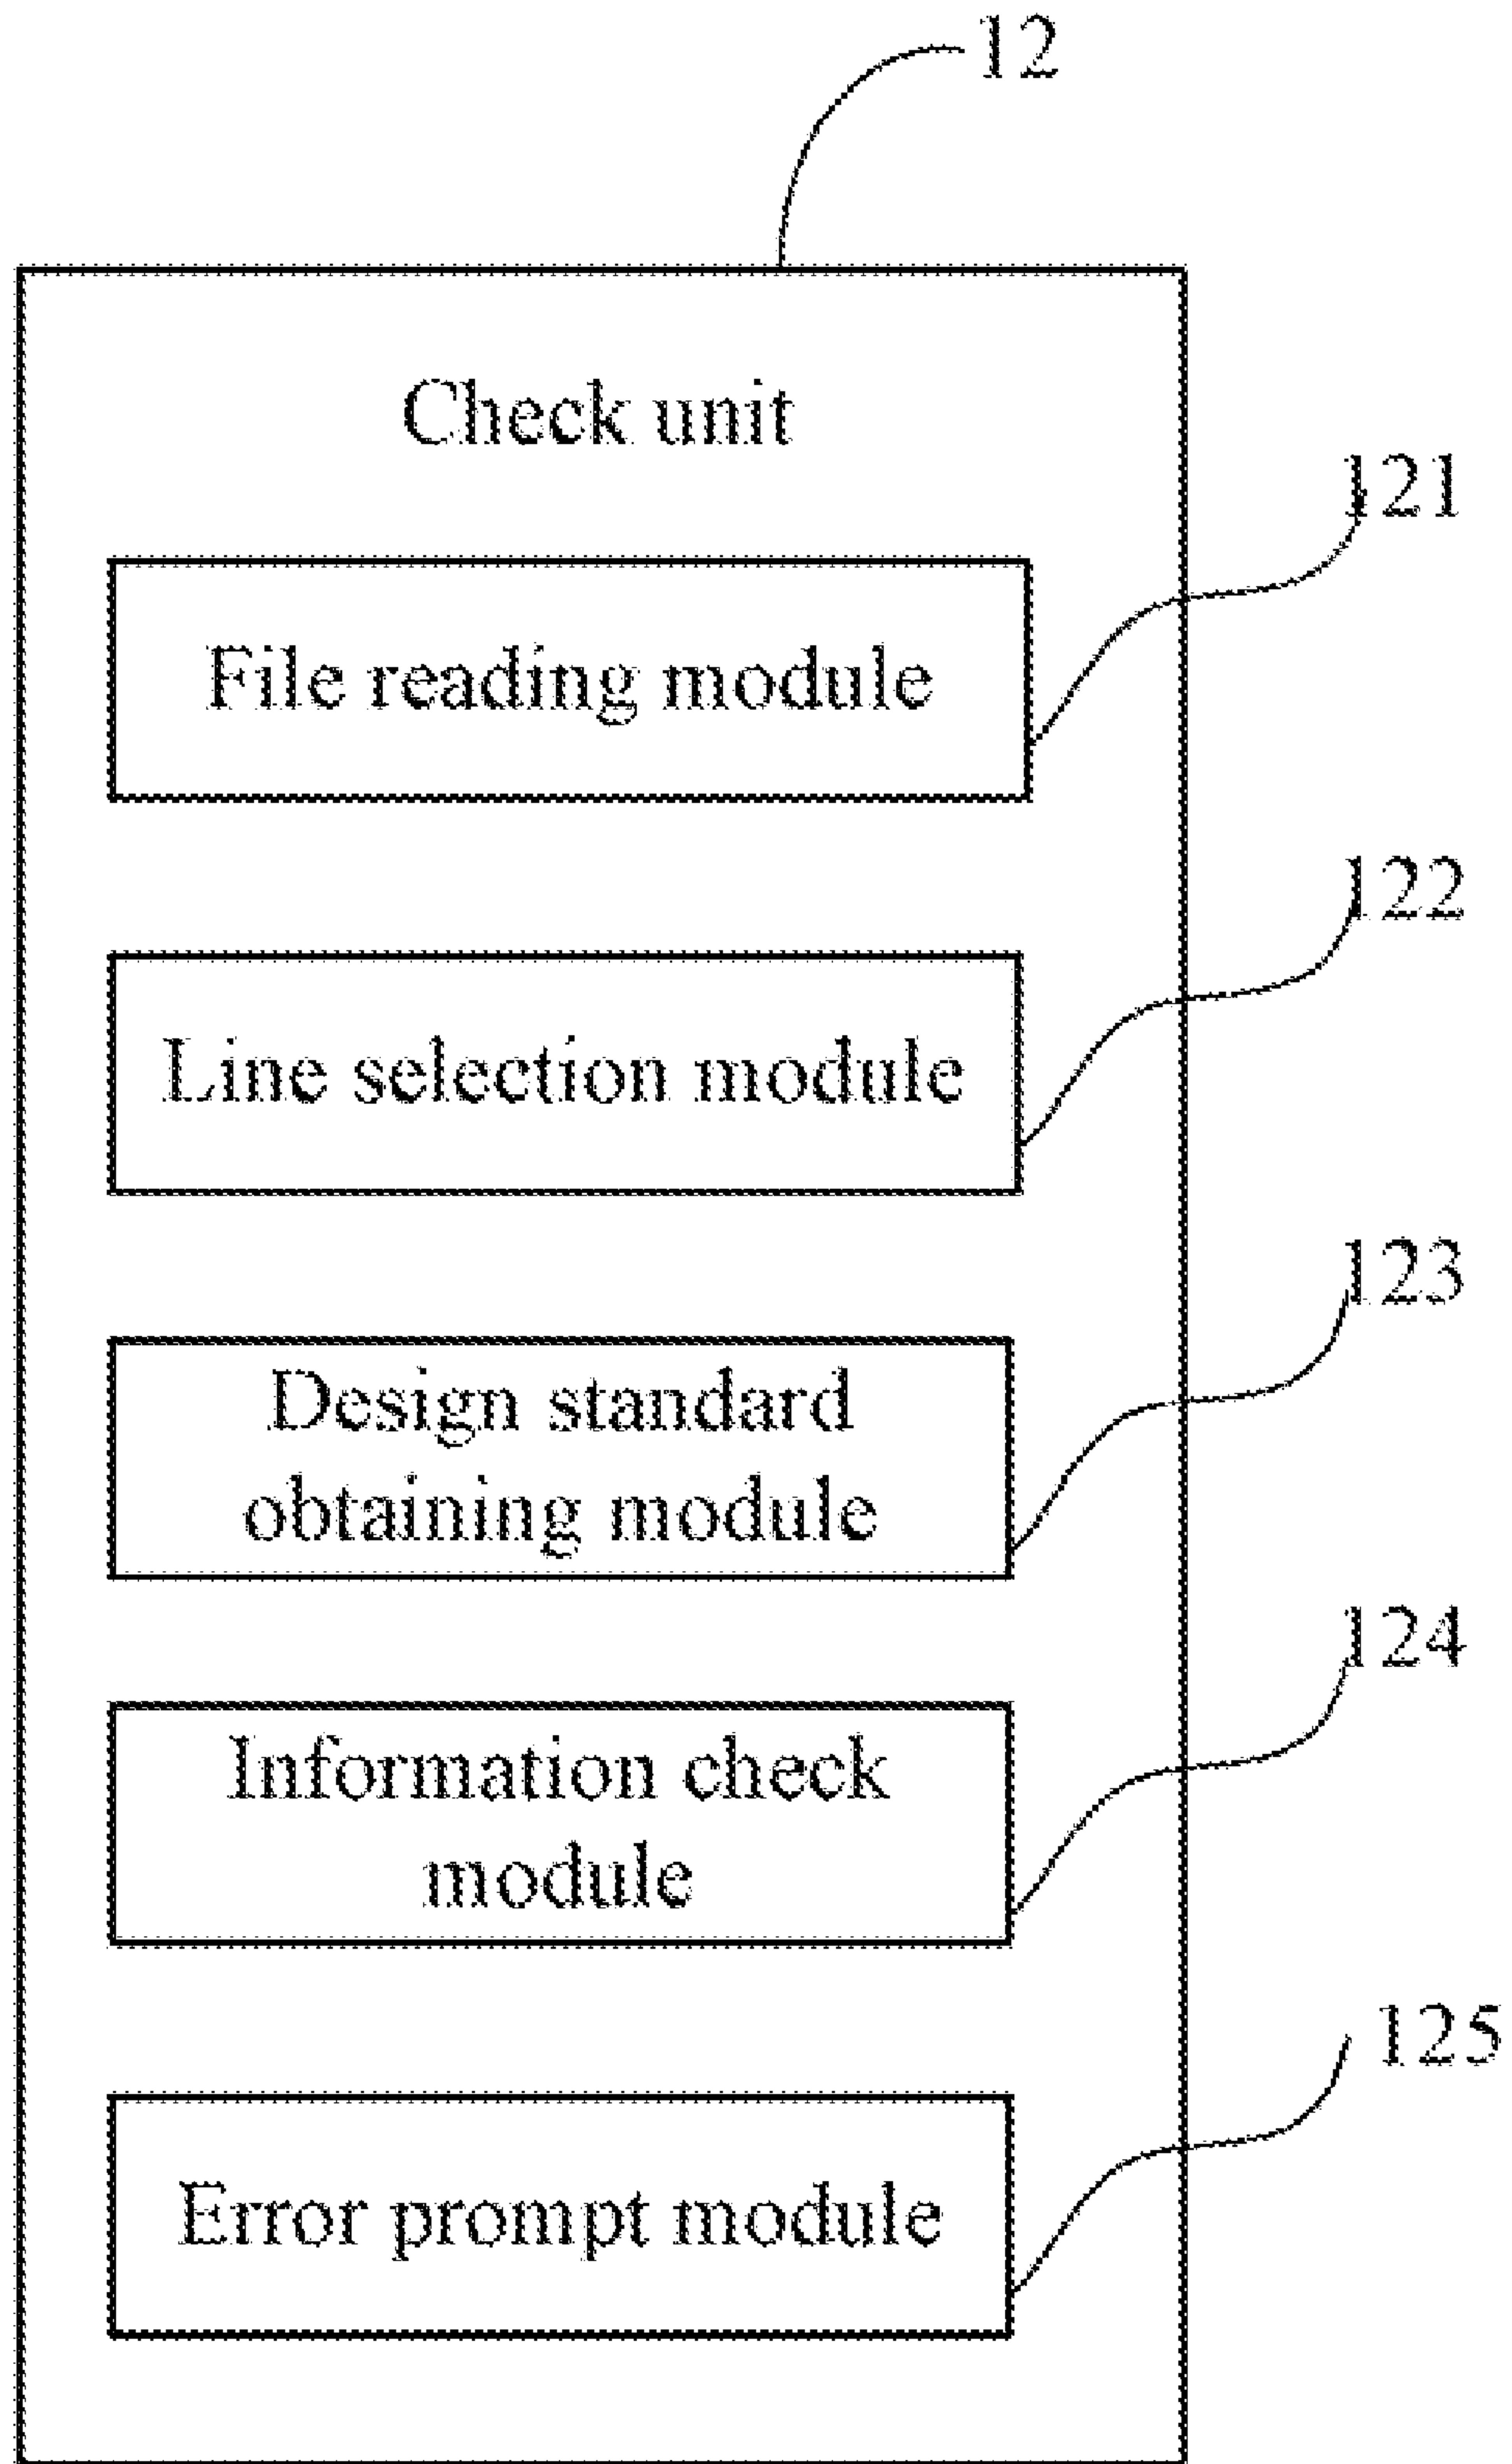 12
Check unit
121
File reading module
122
Line selection module
123
Design standard
obtaining module
124
Information check
module
125
Error prompt module